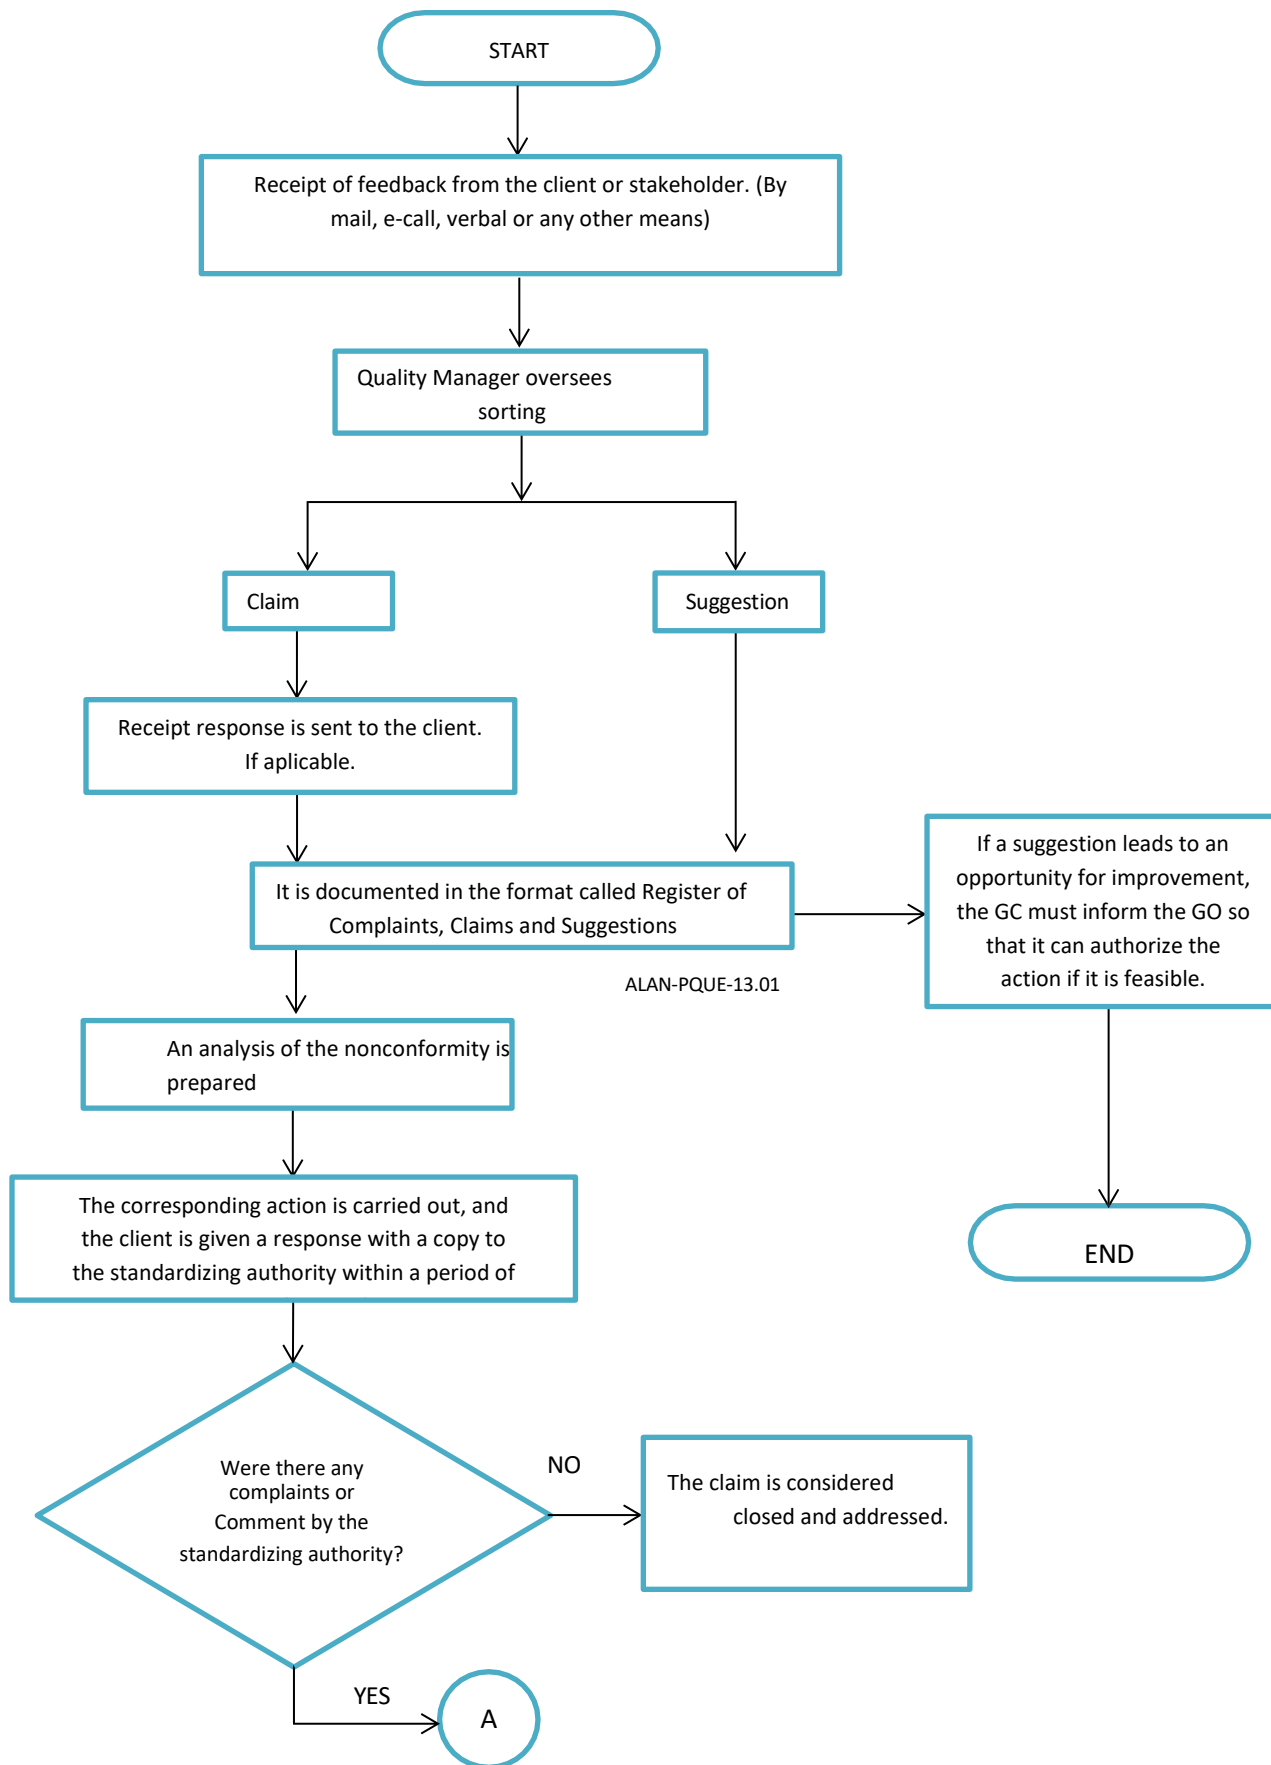 START
Receipt of feedback from the client or stakeholder. (By
mail, e-call, verbal or any other means)
Quality Manager oversees
sorting
Claim
Suggestion
Receipt response is sent to the client.
If aplicable.
It is documented in the format called Register of
Complaints, Claims and Suggestions
If a suggestion leads to an
opportunity for improvement,
the GC must inform the GO so
that it can authorize the
action if it is feasible.
ALAN-PQUE-13.01
An analysis of the nonconformity is
prepared
The corresponding action is carried out, and
the client is given a response with a copy to
the standardizing authority within a period of
END
Were there any
complaints or
Comment by the
standardizing authority?
NO
The claim is considered
closed and addressed.
YES
A